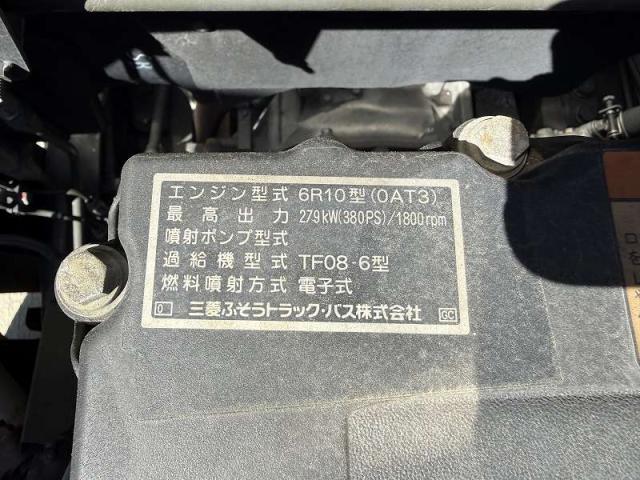 エンジン型式 6R10型(0AT3)
最高出力 279kW(380PS)/1800rpm
噴射ポンプ型式
過給機型式 TF08-6型
燃料噴射方式 電子式
0 三菱ふそうトラック・バス株式会社 GC